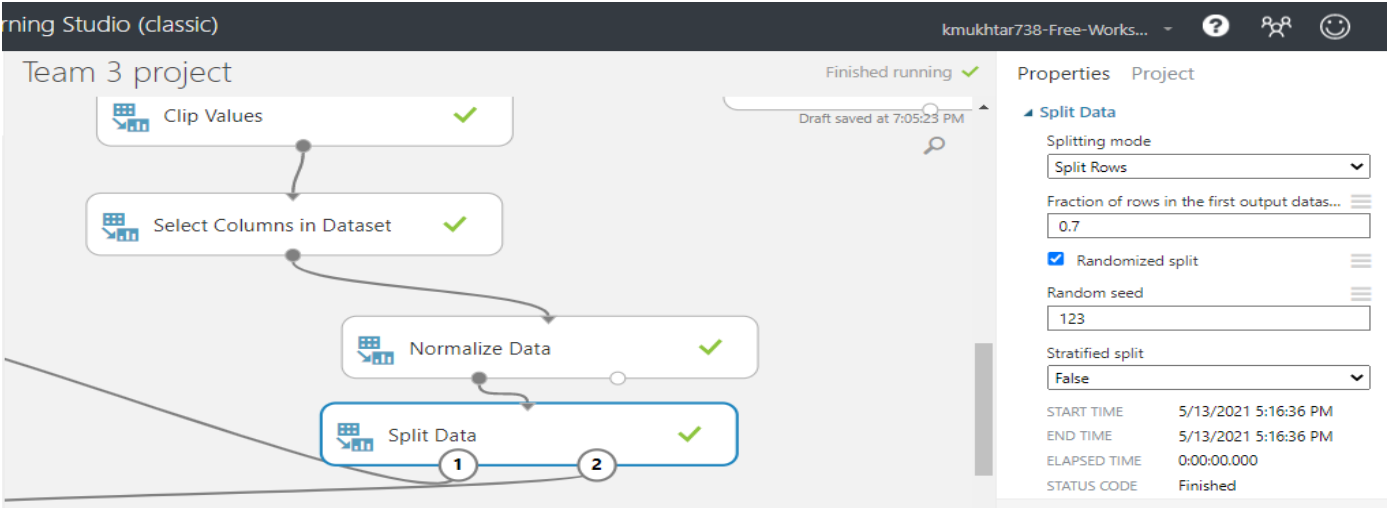 rning Studio (classic)
kmukhtar738-Free-Works...
?
Team 3 project
Finished running
Draft saved at 7:05:23 PM
Clip Values
Select Columns in Dataset
Normalize Data
Split Data
1
2
Properties Project
Split Data
Splitting mode
Split Rows
Fraction of rows in the first output datas...
0.7
Randomized split
Random seed
123
Stratified split
False
START TIME 5/13/2021 5:16:36 PM
END TIME 5/13/2021 5:16:36 PM
ELAPSED TIME 0:00:00.000
STATUS CODE Finished